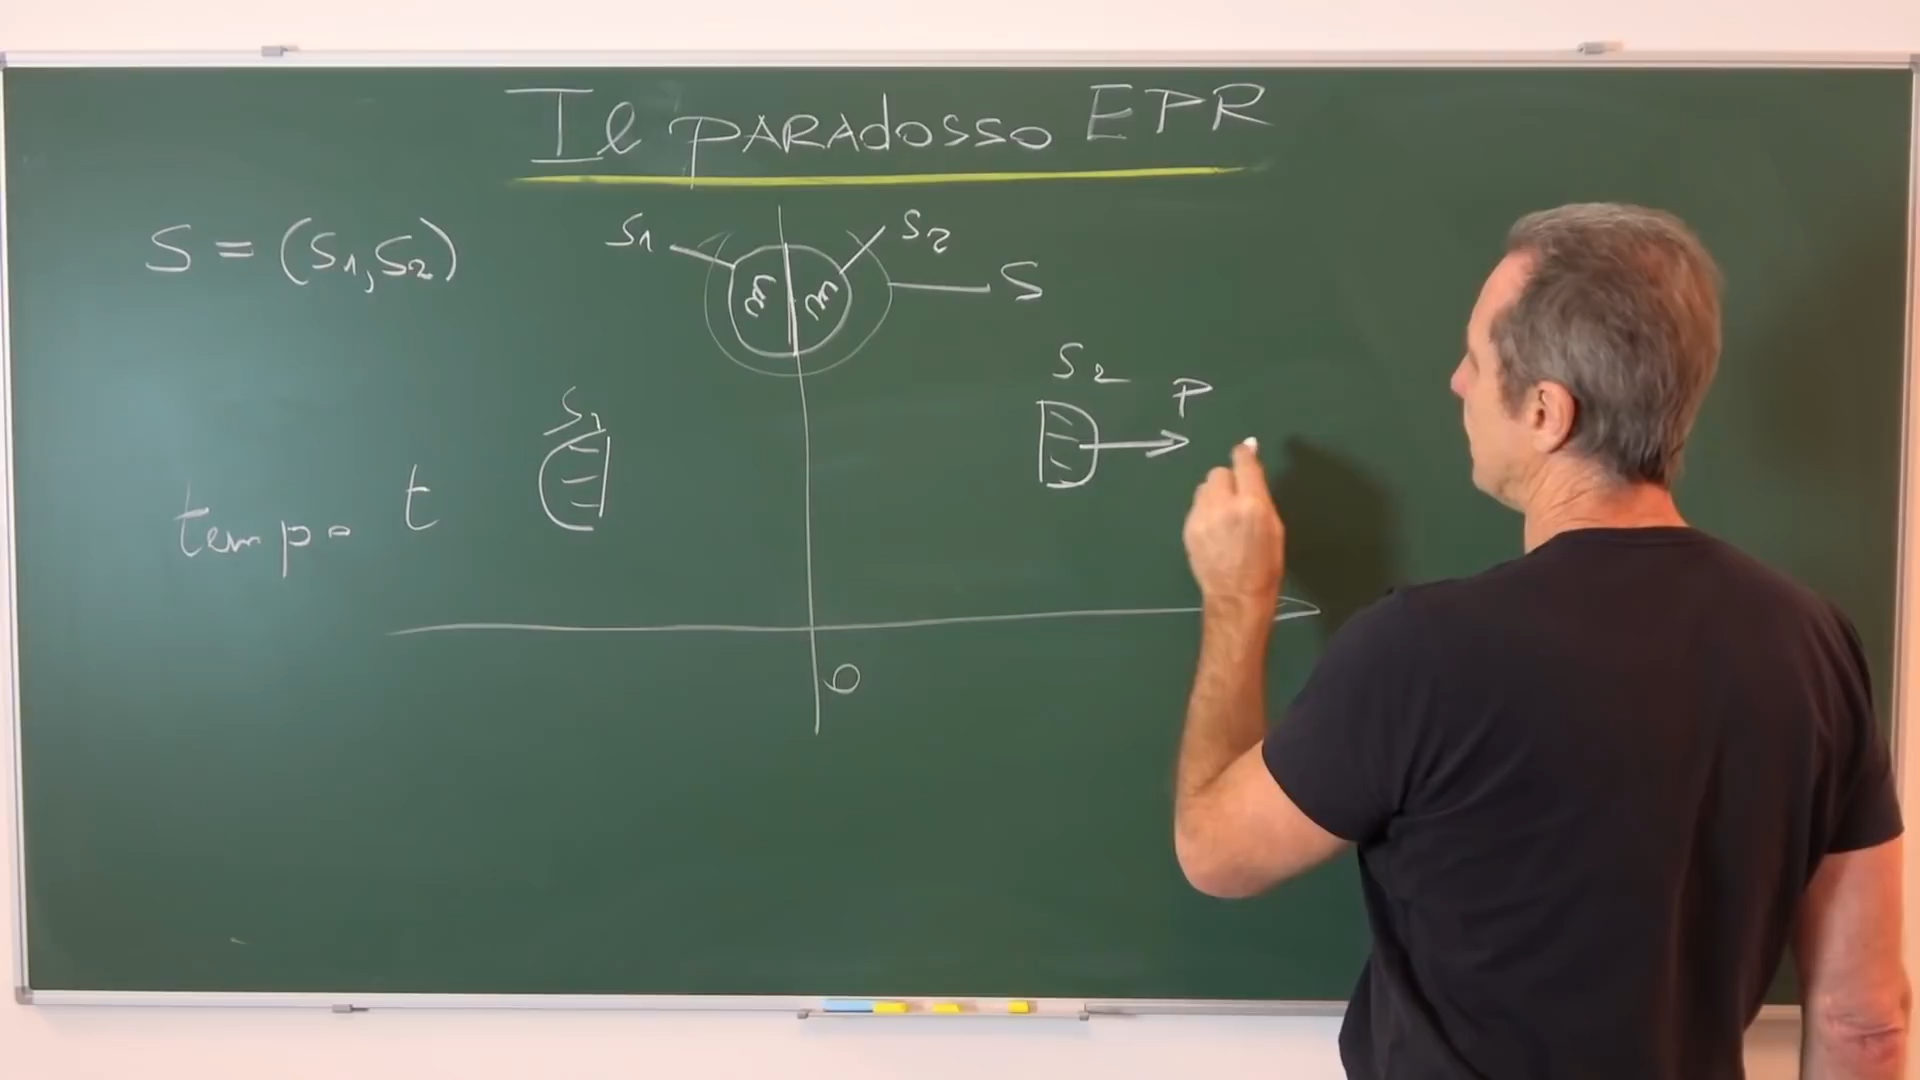 Il PARAdOSSO EPR
S = (S1,S2)
S1
S2
S
S2
P
S1
tempo t
0